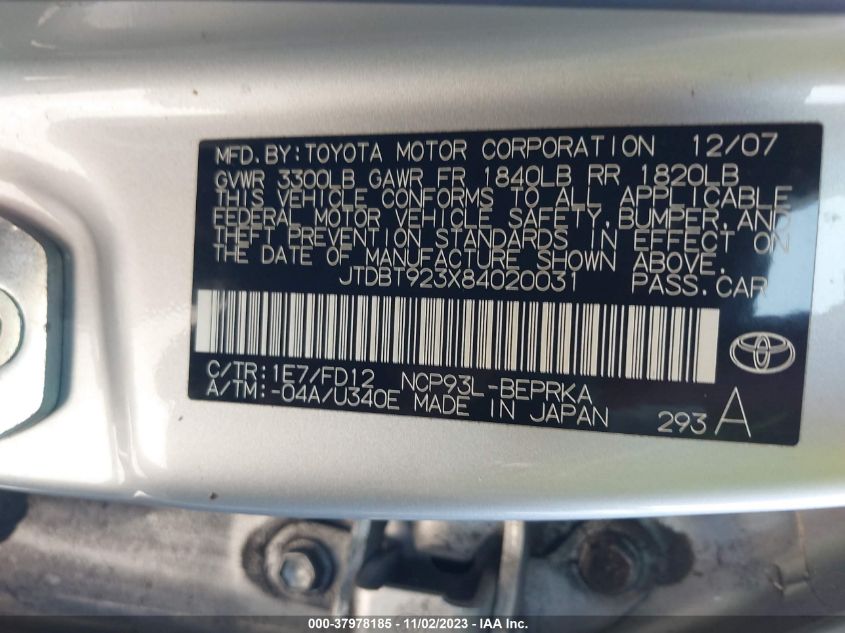 MFD. BY: TOYOTA MOTOR CORPORATION 12/07
GVWR 3300LB GAWR FR 1840LB RR 1820LB
THIS VEHICLE CONFORMS TO ALL APPLICABLE
FEDERAL MOTOR VEHICLE SAFETY, BUMPER, AND
THEFT PREVENTION STANDARDS IN EFFECT ON
THE DATE OF MANUFACTURE SHOWN ABOVE.
JTDBT923X84020031 PASS. CAR
C/TR: 1E7/FD12 NCP93L-BEPRKA
A/TM: -04A/U340E MADE IN JAPAN 293 A
000-37978185 - 11/02/2023 - IAA Inc.